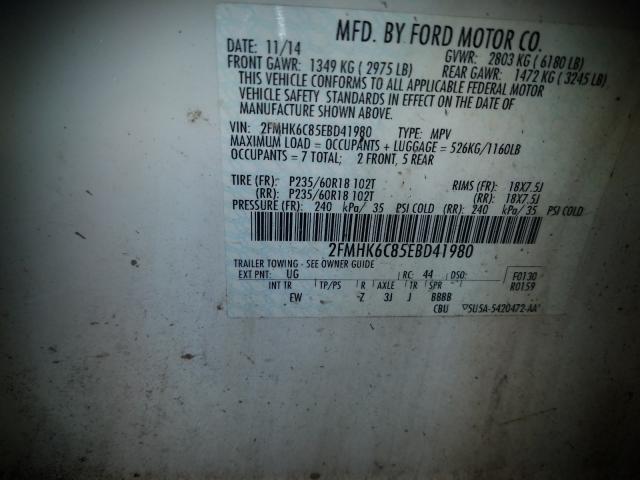 MFD. BY FORD MOTOR CO.
DATE: 11/14 GVWR: 2803 KG ( 6180 LB)
FRONT GAWR: 1349 KG ( 2975 LB) REAR GAWR: 1472 KG ( 3245 LB)
THIS VEHICLE CONFORMS TO ALL APPLICABLE FEDERAL MOTOR
VEHICLE SAFETY STANDARDS IN EFFECT ON THE DATE OF
MANUFACTURE SHOWN ABOVE.
VIN: 2FMHK6C85EBD41980 TYPE: MPV
MAXIMUM LOAD = OCCUPANTS + LUGGAGE = 526KG/1160LB
OCCUPANTS = 7 TOTAL; 2 FRONT, 5 REAR
TIRE (FR): P235/60R18 102T RIMS (FR): 18X7.5J
(RR): P235/60R18 102T (RR): 18X7.5J
PRESSURE (FR): 240 kPa/ 35 PSI COLD (RR): 240 kPa/ 35 PSI COLD
2FMHK6C85EBD41980
TRAILER TOWING - SEE OWNER GUIDE
EXT PNT: UG RC: 44 DSO: F0130
INT TR TP/PS R AXLE TR SPR R0159
EW Z 3J J BBBB
CBU ▽5U5A-5420472-AA